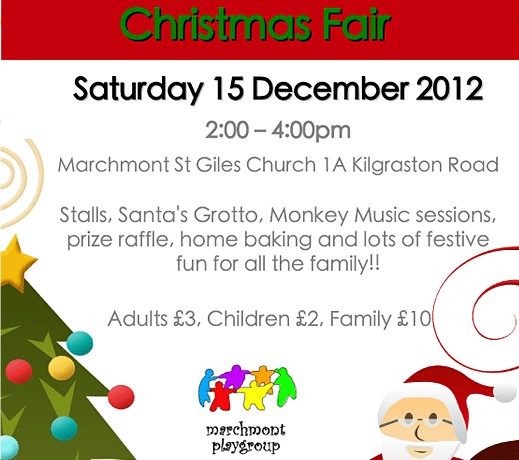 Christmas Fair
Saturday 15 December 2012
2:00 – 4:00pm
Marchmont St Giles Church 1A Kilgraston Road
Stalls, Santa's Grotto, Monkey Music sessions,
prize raffle, home baking and lots of festive
fun for all the family!!
Adults £3, Children £2, Family £10
marchmont
playgroup